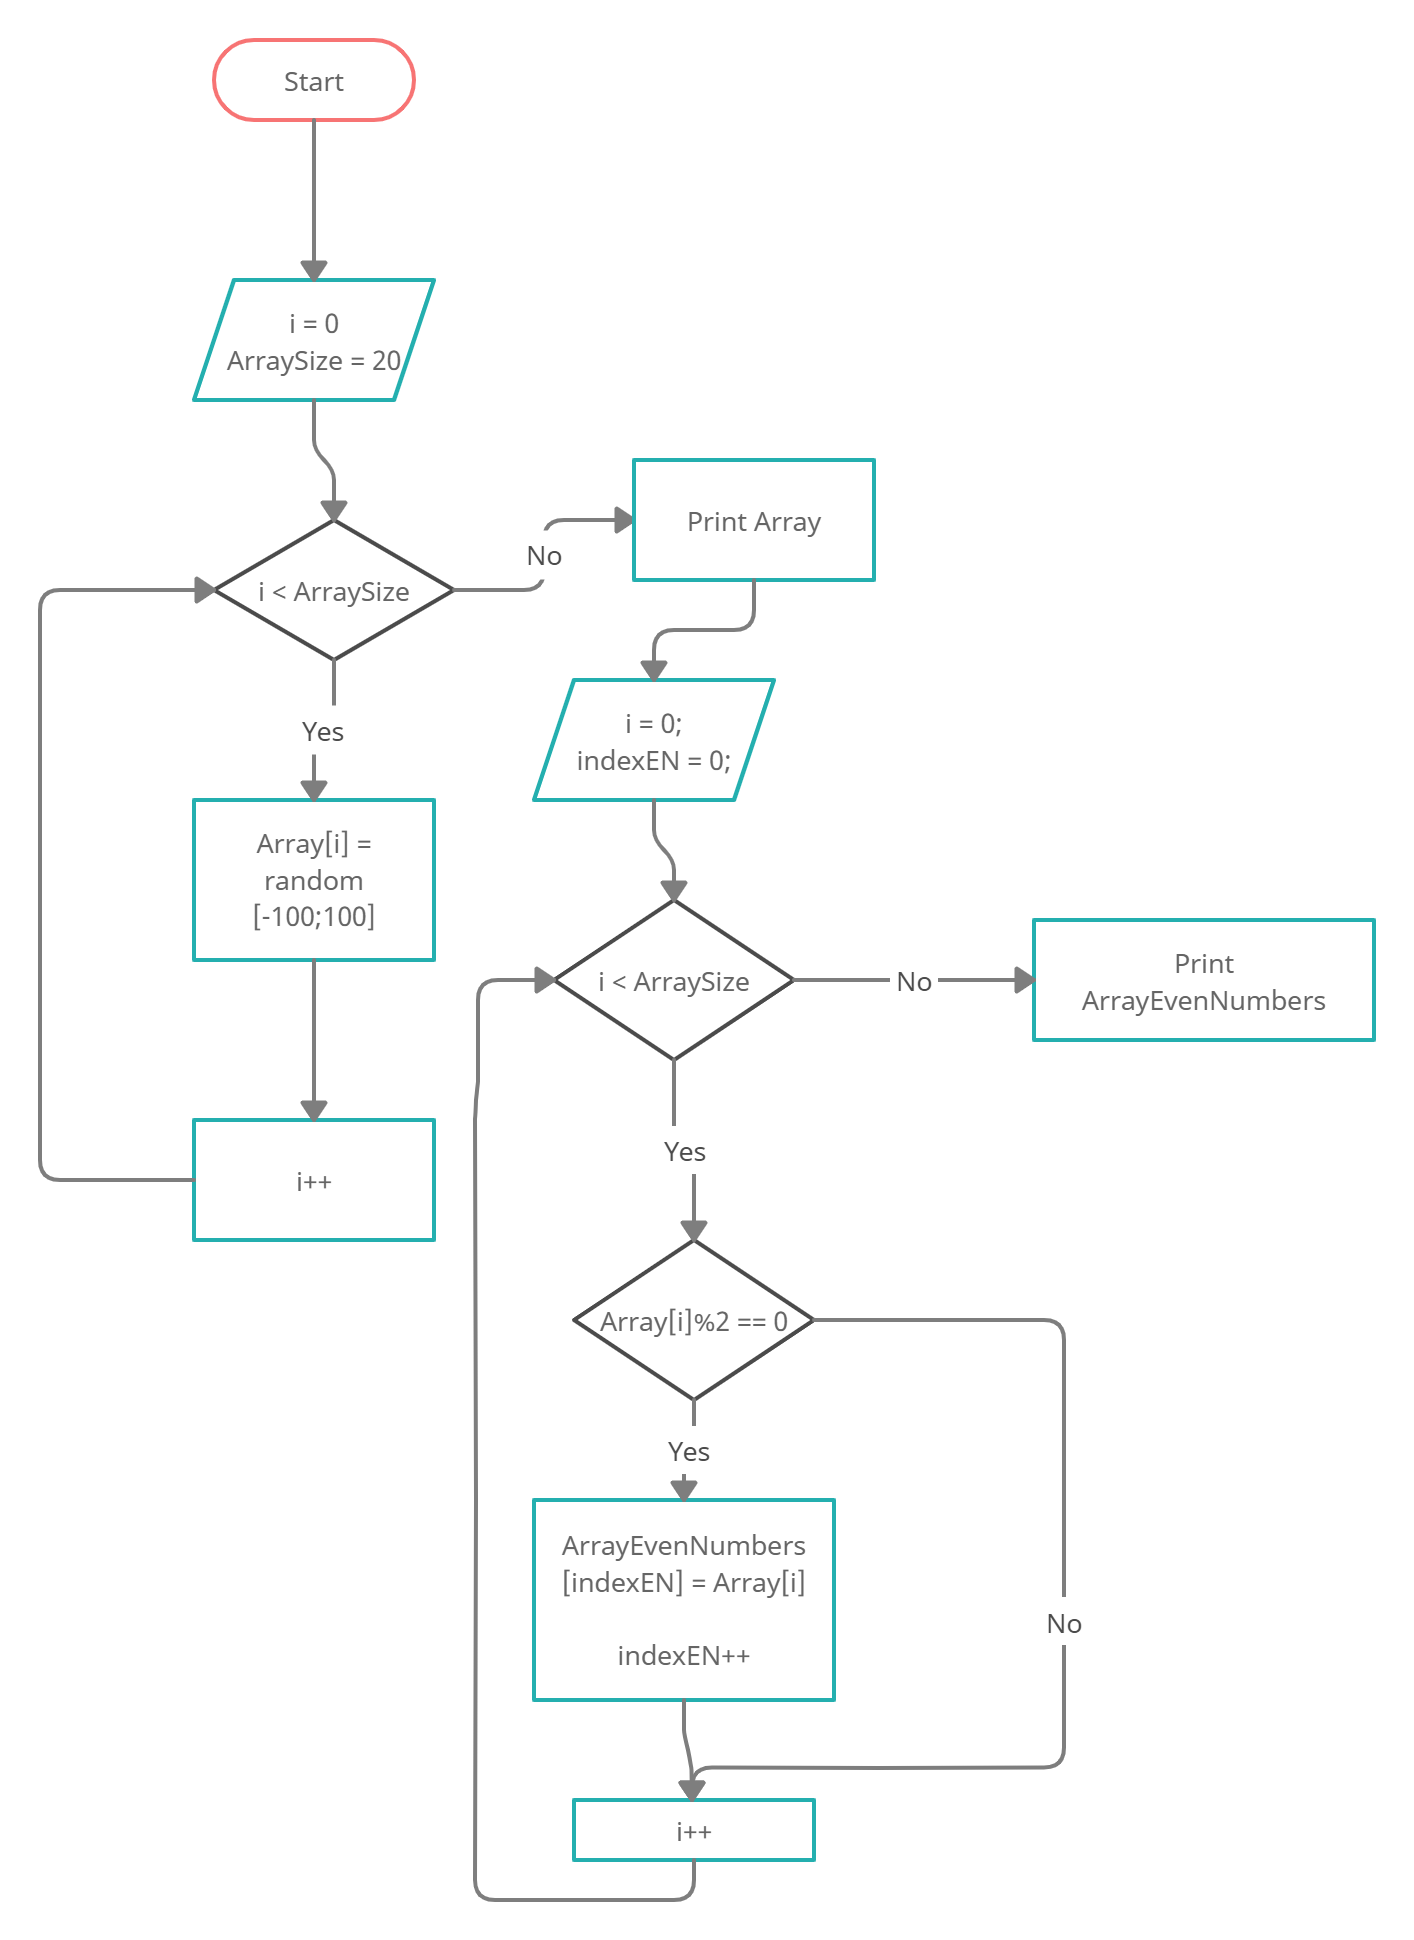 Start
i = 0
ArraySize = 20
i < ArraySize
No
Print Array
Yes
i = 0;
indexEN = 0;
Array[i] =
random
[-100;100]
i++
i < ArraySize
No
Print
ArrayEvenNumbers
Yes
Array[i]%2 == 0
Yes
ArrayEvenNumbers
[indexEN] = Array[i]
indexEN++
No
i++